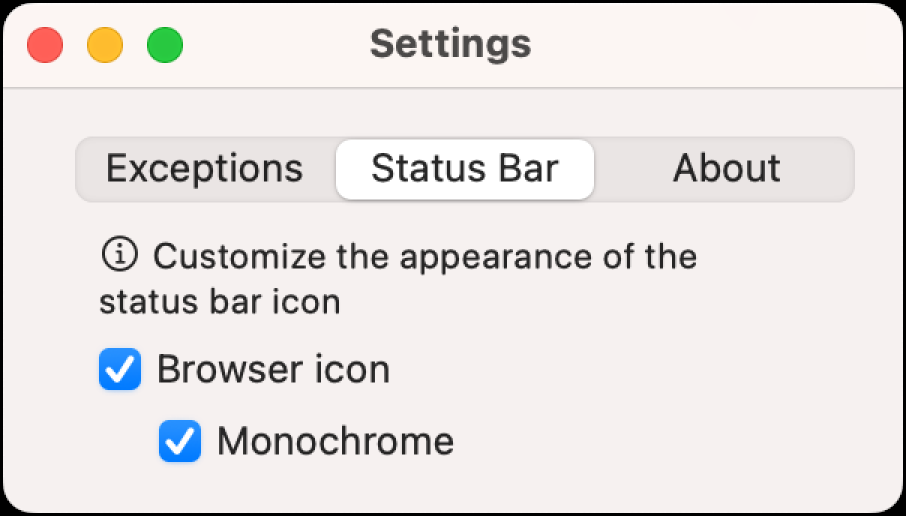 Settings
Exceptions Status Bar About
Customize the appearance of the
status bar icon
Browser icon
Monochrome